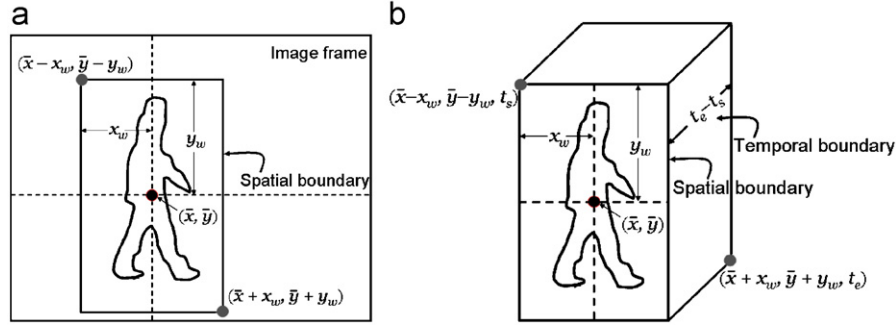 a
Image frame
(x̄ − x_w, ȳ − y_w)
x_w
y_w
Spatial boundary
(x̄, ȳ)
(x̄ + x_w, ȳ + y_w)
b
(x̄−x_w, ȳ−y_w, t_s)
x_w
y_w
t_e−t_s
Temporal boundary
Spatial boundary
(x̄, ȳ)
(x̄ + x_w, ȳ + y_w, t_e)